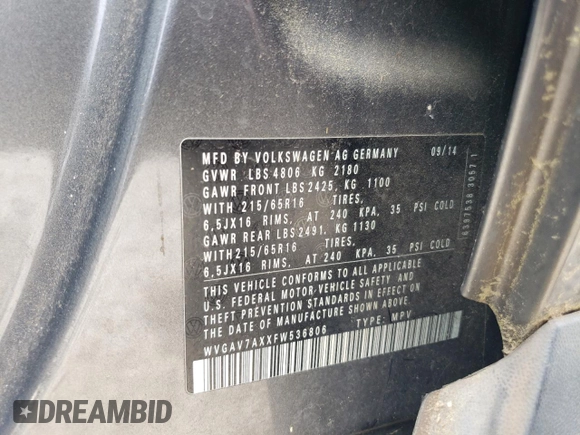 MFD BY VOLKSWAGEN AG GERMANY 09/14
GVWR LBS 4806 KG 2180
GAWR FRONT LBS 2425, KG 1100
WITH 215/65R16 TIRES,
6,5JX16 RIMS, AT 240 KPA, 35 PSI COLD
GAWR REAR LBS 2491, KG 1130
WITH 215/65R16 TIRES,
6,5JX16 RIMS, AT 240 KPA, 35 PSI COLD
THIS VEHICLE CONFORMS TO ALL APPLICABLE
U.S. FEDERAL MOTOR VEHICLE SAFETY AND
THEFT PREVENTION STANDARDS IN EFFECT ON
THE DATE OF MANUFACTURE SHOWN ABOVE.
WVGAV7AXXFW536806 TYPE: MPV
6397538 3057 1
DREAMBID